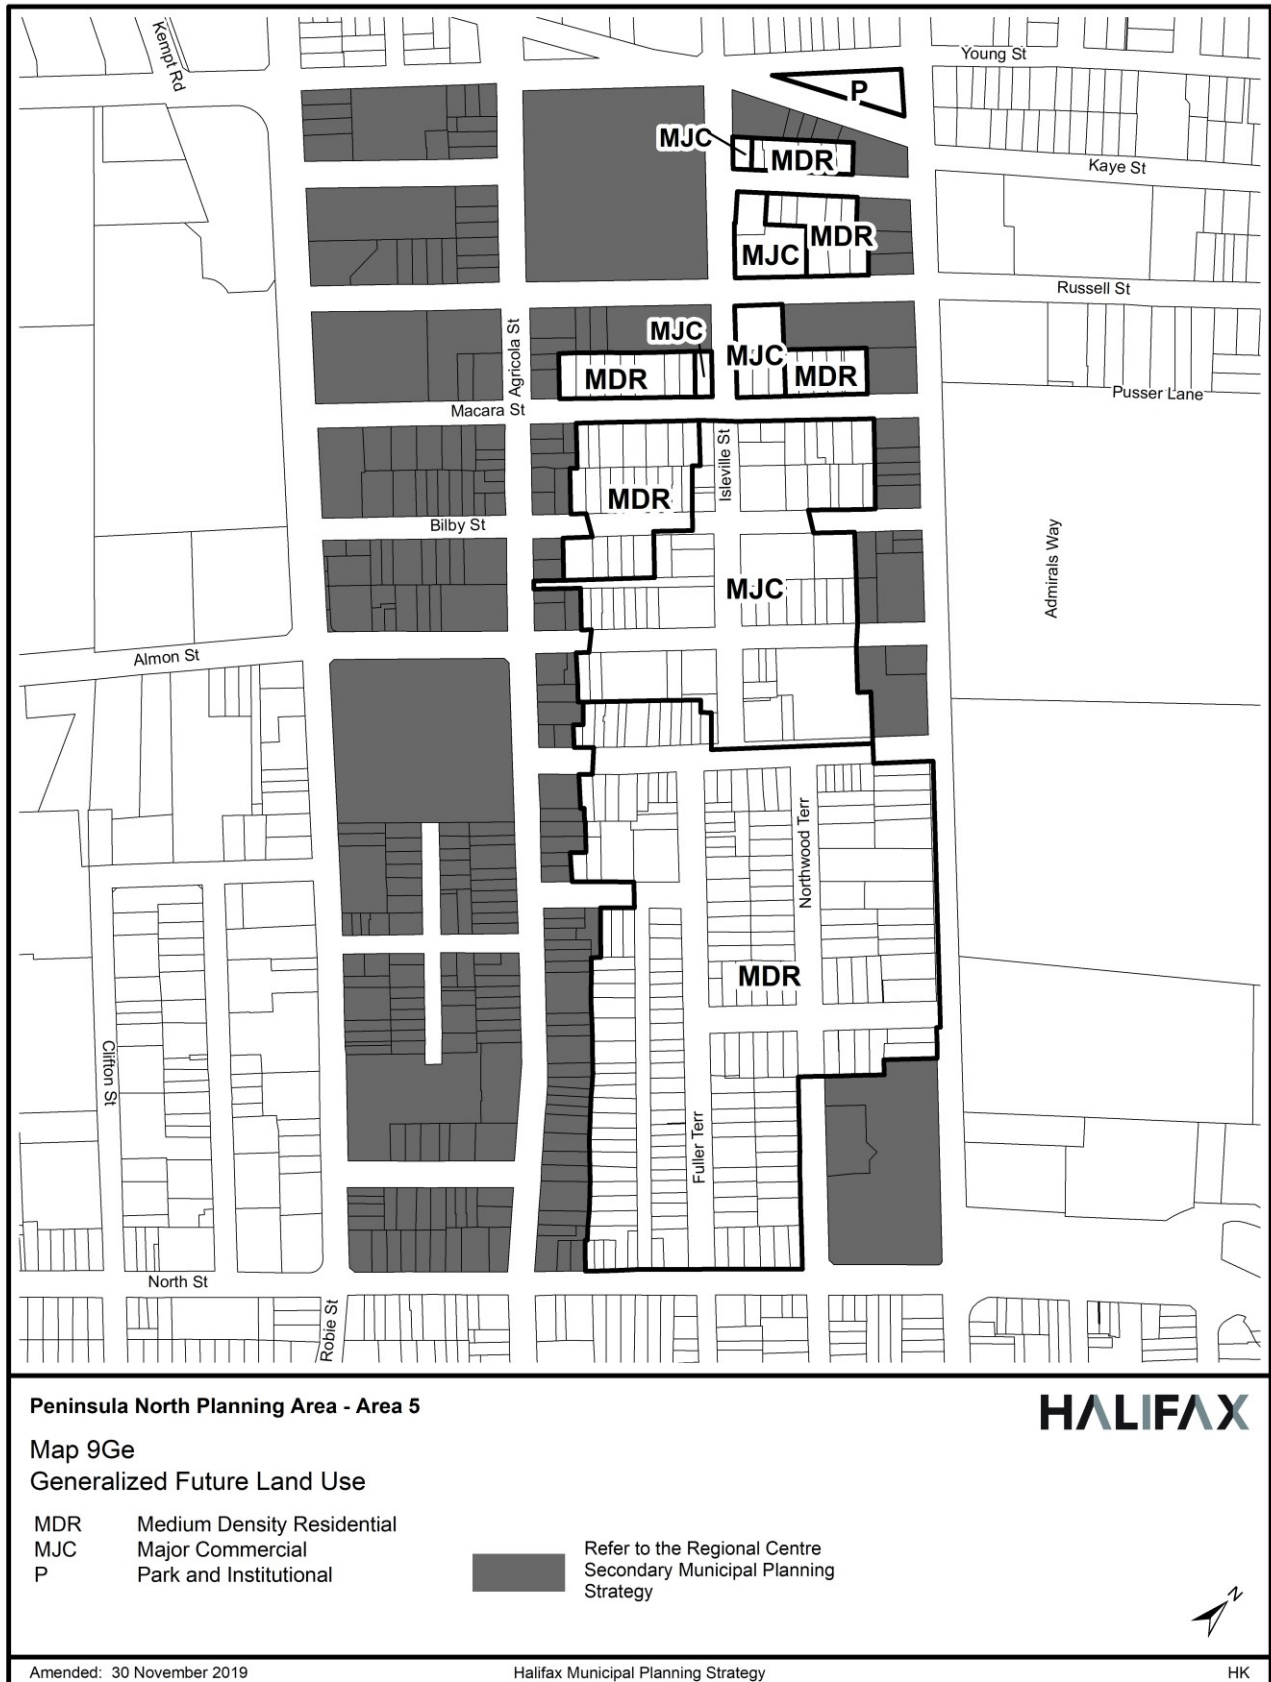 Kempt Rd
Young St
P
MJC
MDR
Kaye St
MDR
MJC
Russell St
Agricola St
MJC
MJC
MDR
MDR
Pusser Lane
Macara St
Isleville St
MDR
Bilby St
Admirals Way
MJC
Almon St
Northwood Terr
MDR
Clifton St
Fuller Terr
North St
Robie St
Peninsula North Planning Area - Area 5
HALIFAX
Map 9Ge
Generalized Future Land Use
MDR Medium Density Residential
MJC Major Commercial
P Park and Institutional
Refer to the Regional Centre
Secondary Municipal Planning
Strategy
N
Amended: 30 November 2019 Halifax Municipal Planning Strategy HK